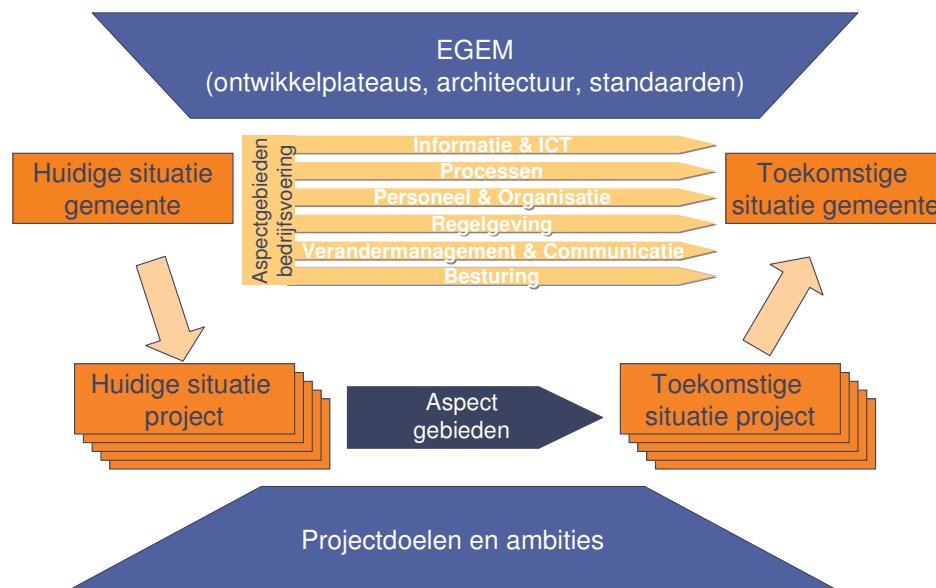 EGEM
(ontwikkelplateaus, architectuur, standaarden)
Huidige situatie
gemeente
Aspectgebieden
bedrijfsvoering
Informatie & ICT
Processen
Personeel & Organisatie
Regelgeving
Verandermanagement & Communicatie
Besturing
Toekomstige
situatie gemeente
Huidige situatie
project
Aspect
gebieden
Toekomstige
situatie project
Projectdoelen en ambities